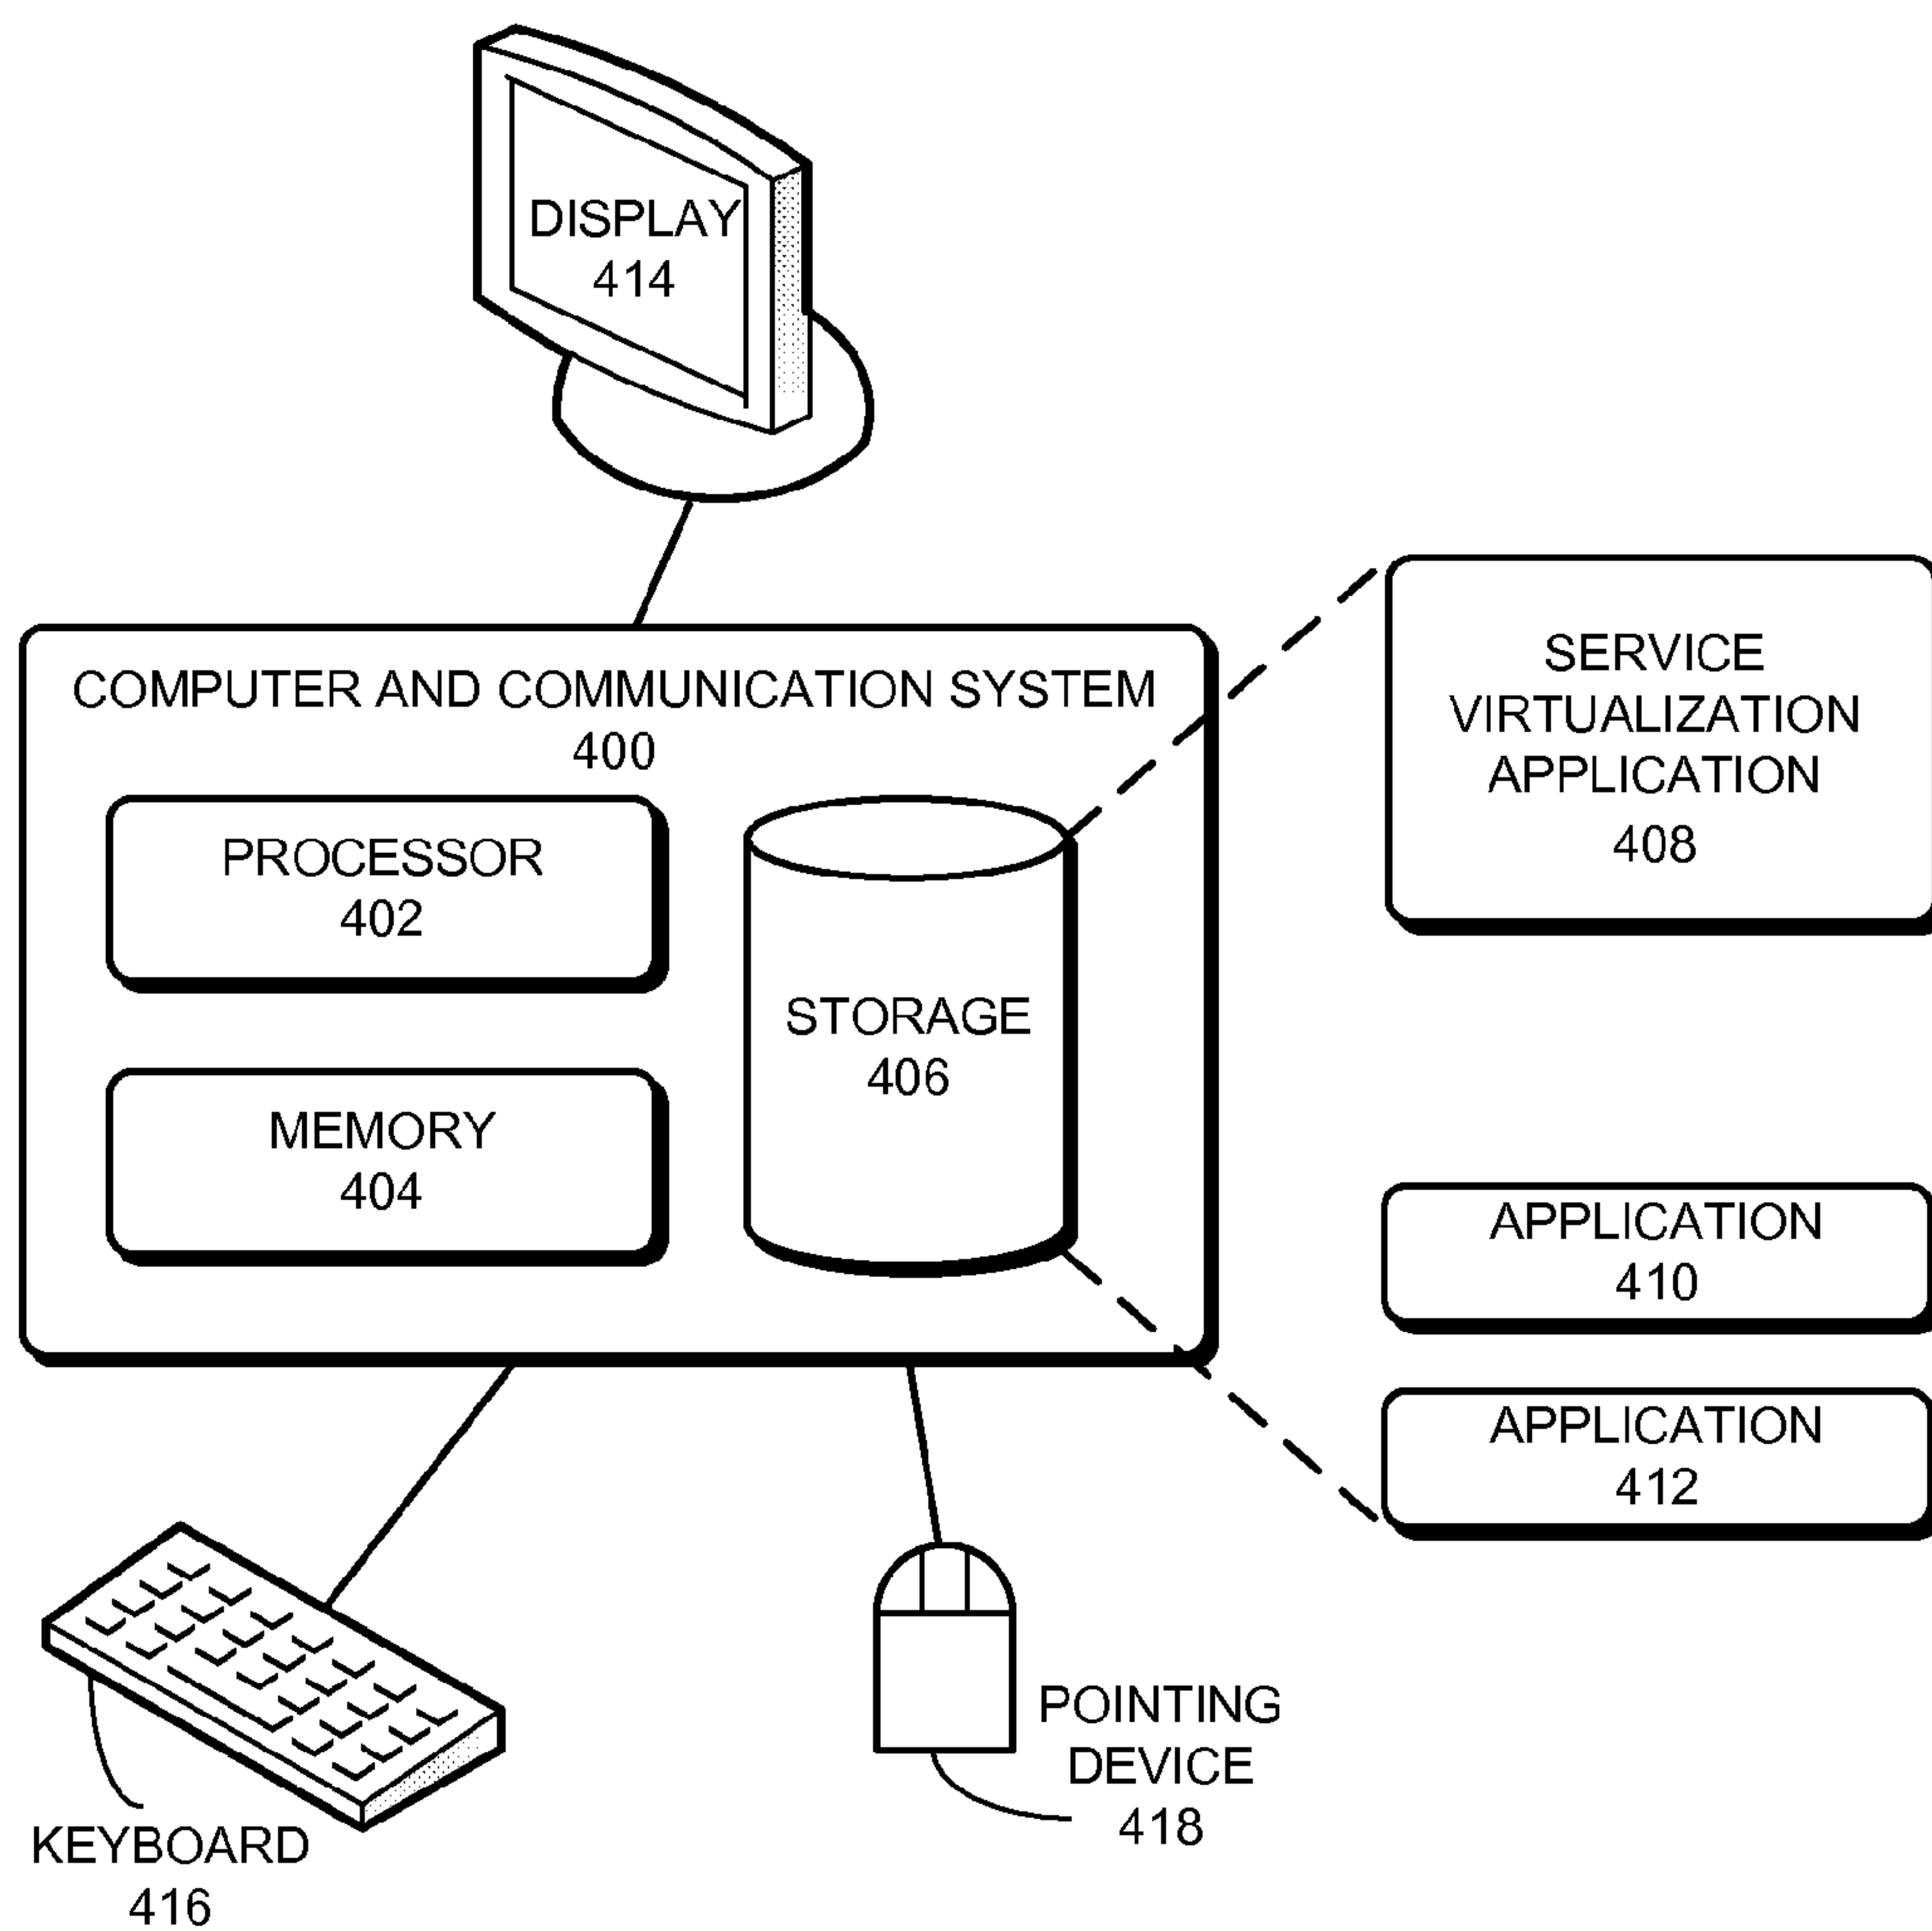 DISPLAY
414
COMPUTER AND COMMUNICATION SYSTEM
400
PROCESSOR
402
MEMORY
404
STORAGE
406
SERVICE
VIRTUALIZATION
APPLICATION
408
APPLICATION
410
APPLICATION
412
KEYBOARD
416
POINTING
DEVICE
418